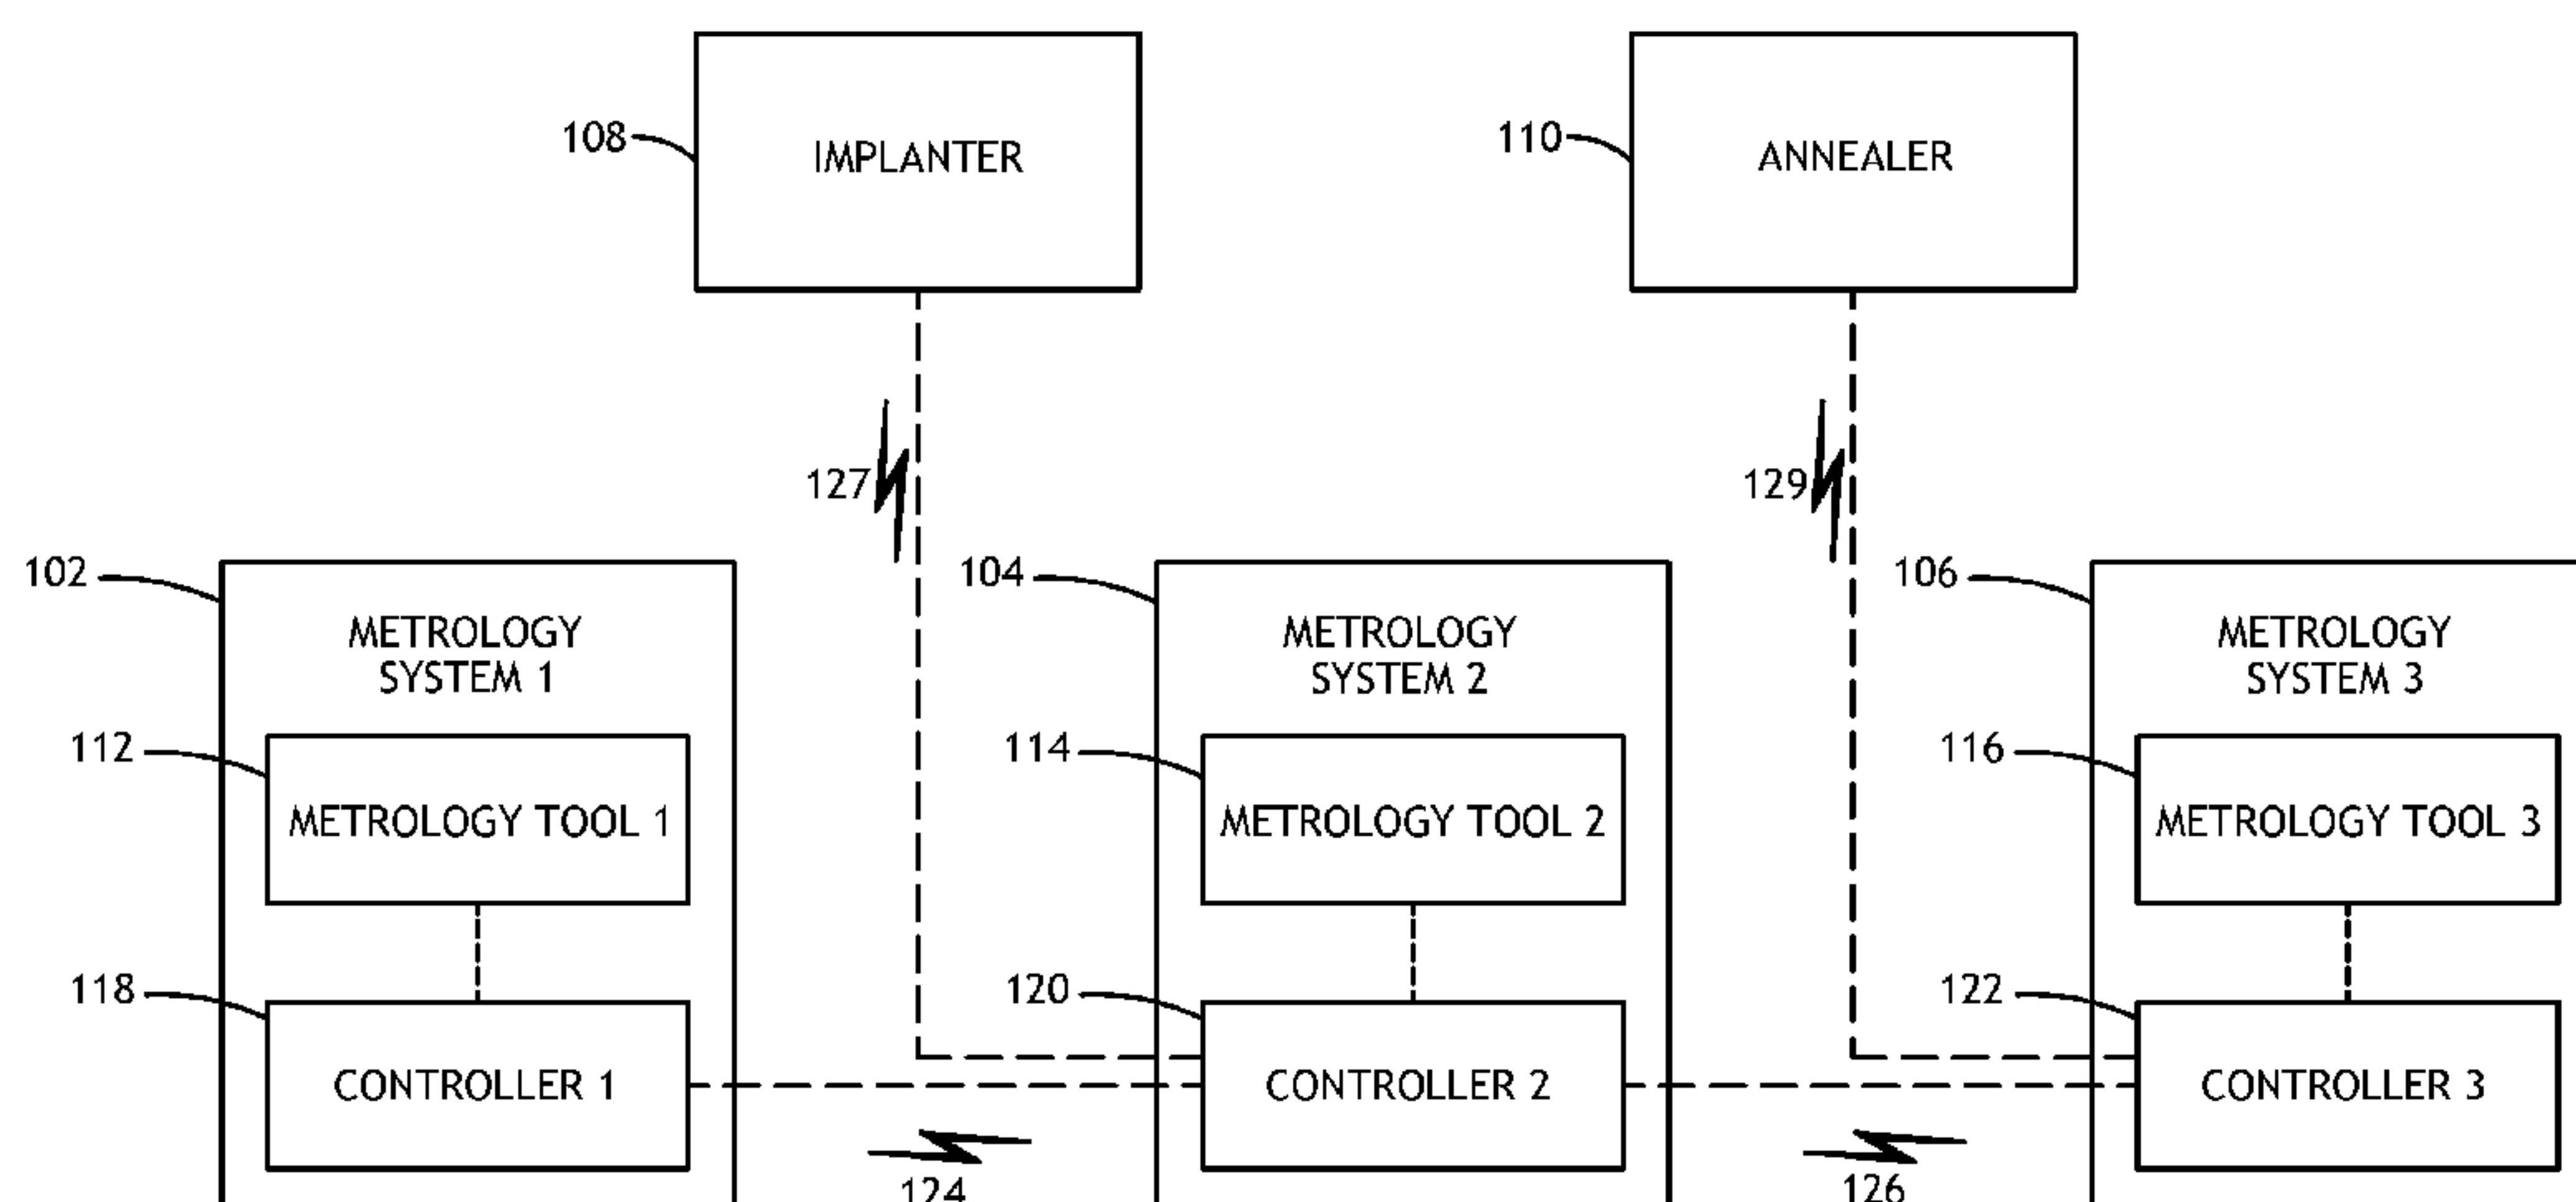 108
IMPLANTER
110
ANNEALER
127
129
102
METROLOGY
SYSTEM 1
104
METROLOGY
SYSTEM 2
106
METROLOGY
SYSTEM 3
112
METROLOGY TOOL 1
114
METROLOGY TOOL 2
116
METROLOGY TOOL 3
118
CONTROLLER 1
120
CONTROLLER 2
122
CONTROLLER 3
124
126